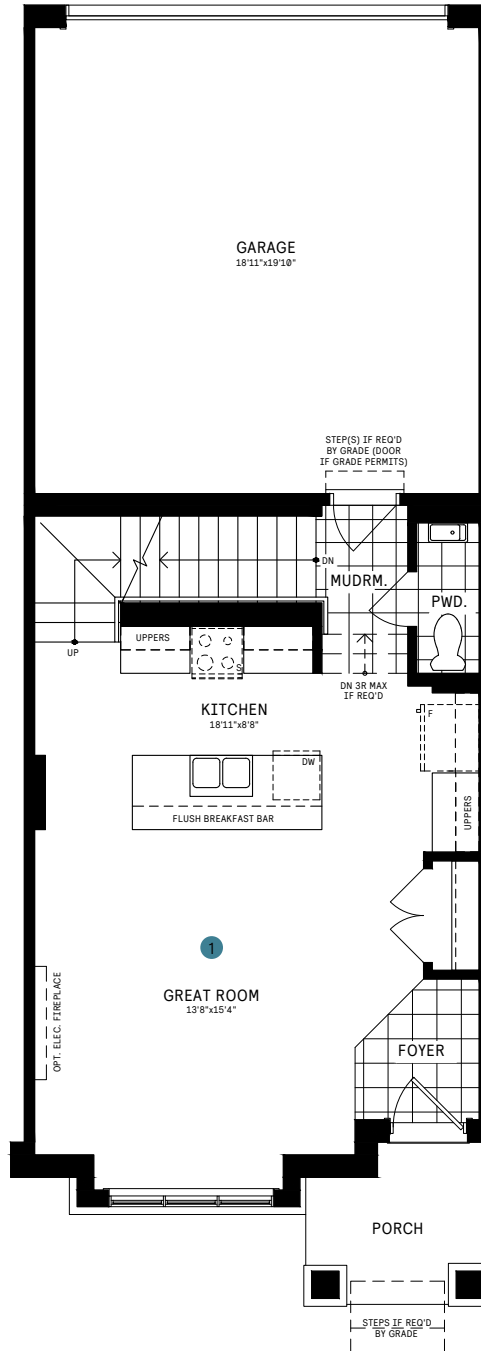 GARAGE
18'11"x19'10"
STEP(S) IF REQ'D
BY GRADE (DOOR
IF GRADE PERMITS)
DN
MUDRM.
PWD.
UP
UPPERS
S
DN 3R MAX
IF REQ'D
KITCHEN
18'11"x8'8"
F
DW
UPPERS
FLUSH BREAKFAST BAR
1
GREAT ROOM
13'8"x15'4"
OPT. ELEC. FIREPLACE
FOYER
PORCH
STEPS IF REQ'D
BY GRADE